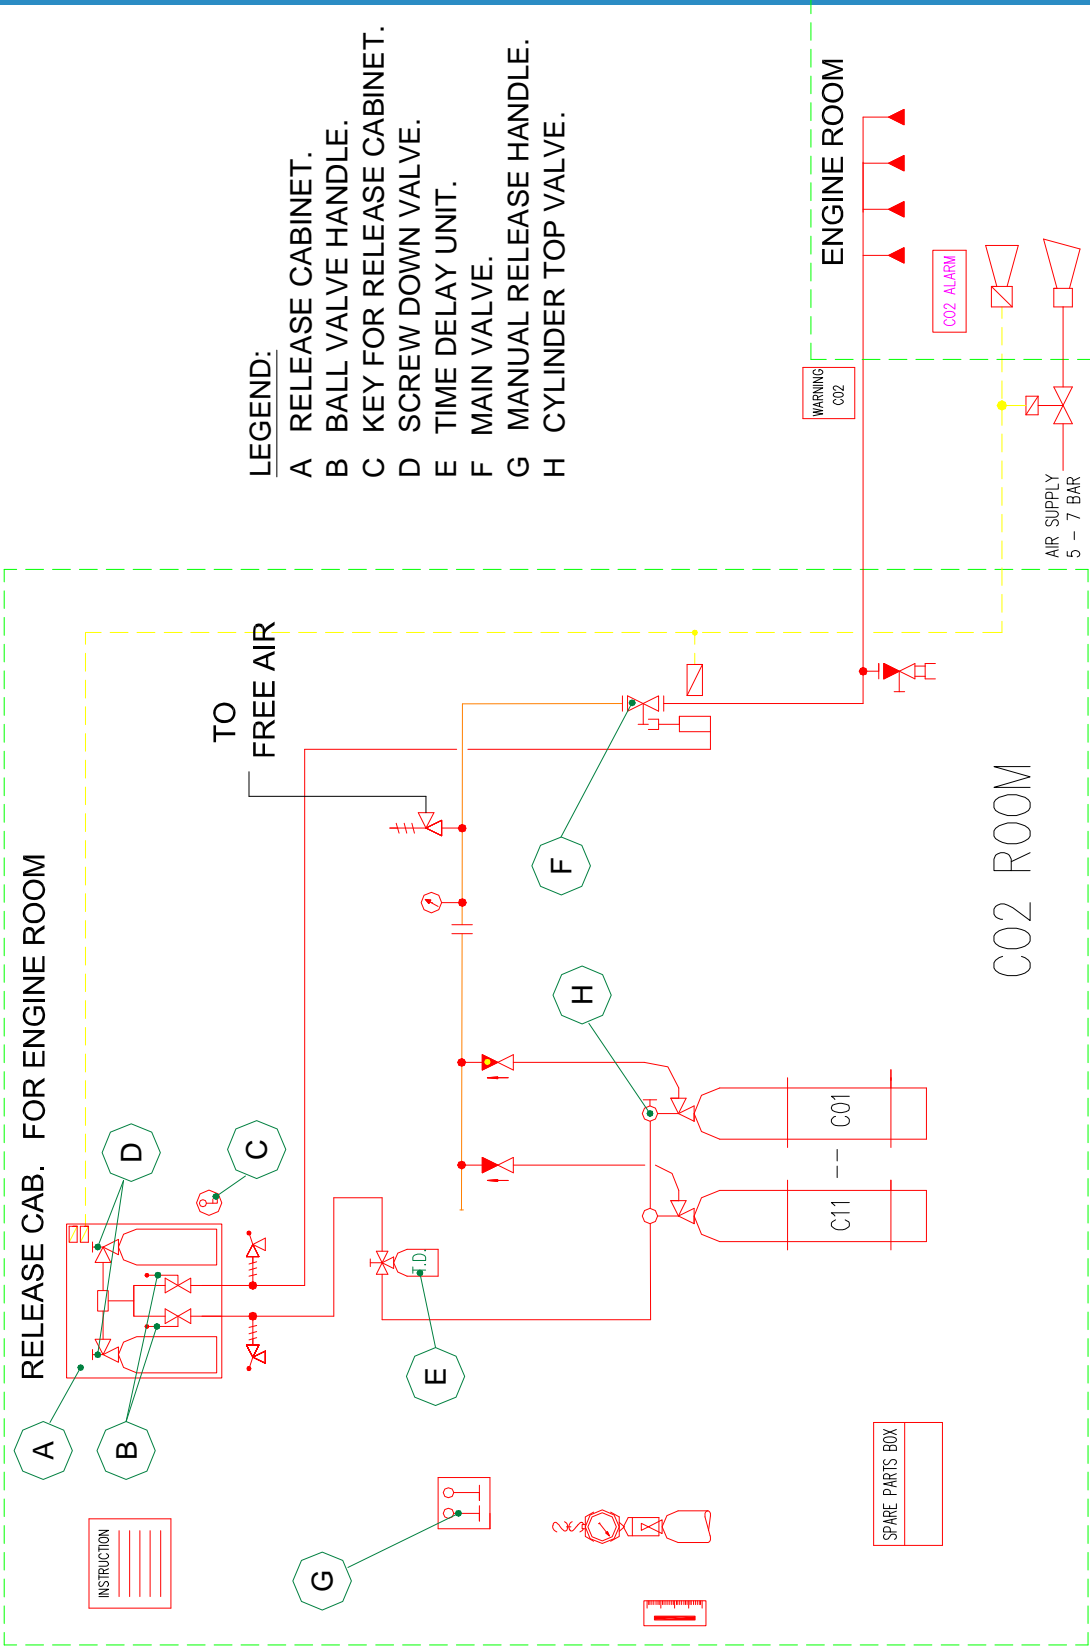 RELEASE CAB. FOR ENGINE ROOM
LEGEND:
A RELEASE CABINET.
B BALL VALVE HANDLE.
C KEY FOR RELEASE CABINET.
D SCREW DOWN VALVE.
E TIME DELAY UNIT.
F MAIN VALVE.
G MANUAL RELEASE HANDLE.
H CYLINDER TOP VALVE.
TO
FREE AIR
INSTRUCTION
A
B
D
C
G
E
T.D.
H
F
C11 -- C01
SPARE PARTS BOX
CO2 ROOM
ENGINE ROOM
WARNING
CO2
CO2 ALARM
AIR SUPPLY
5 - 7 BAR